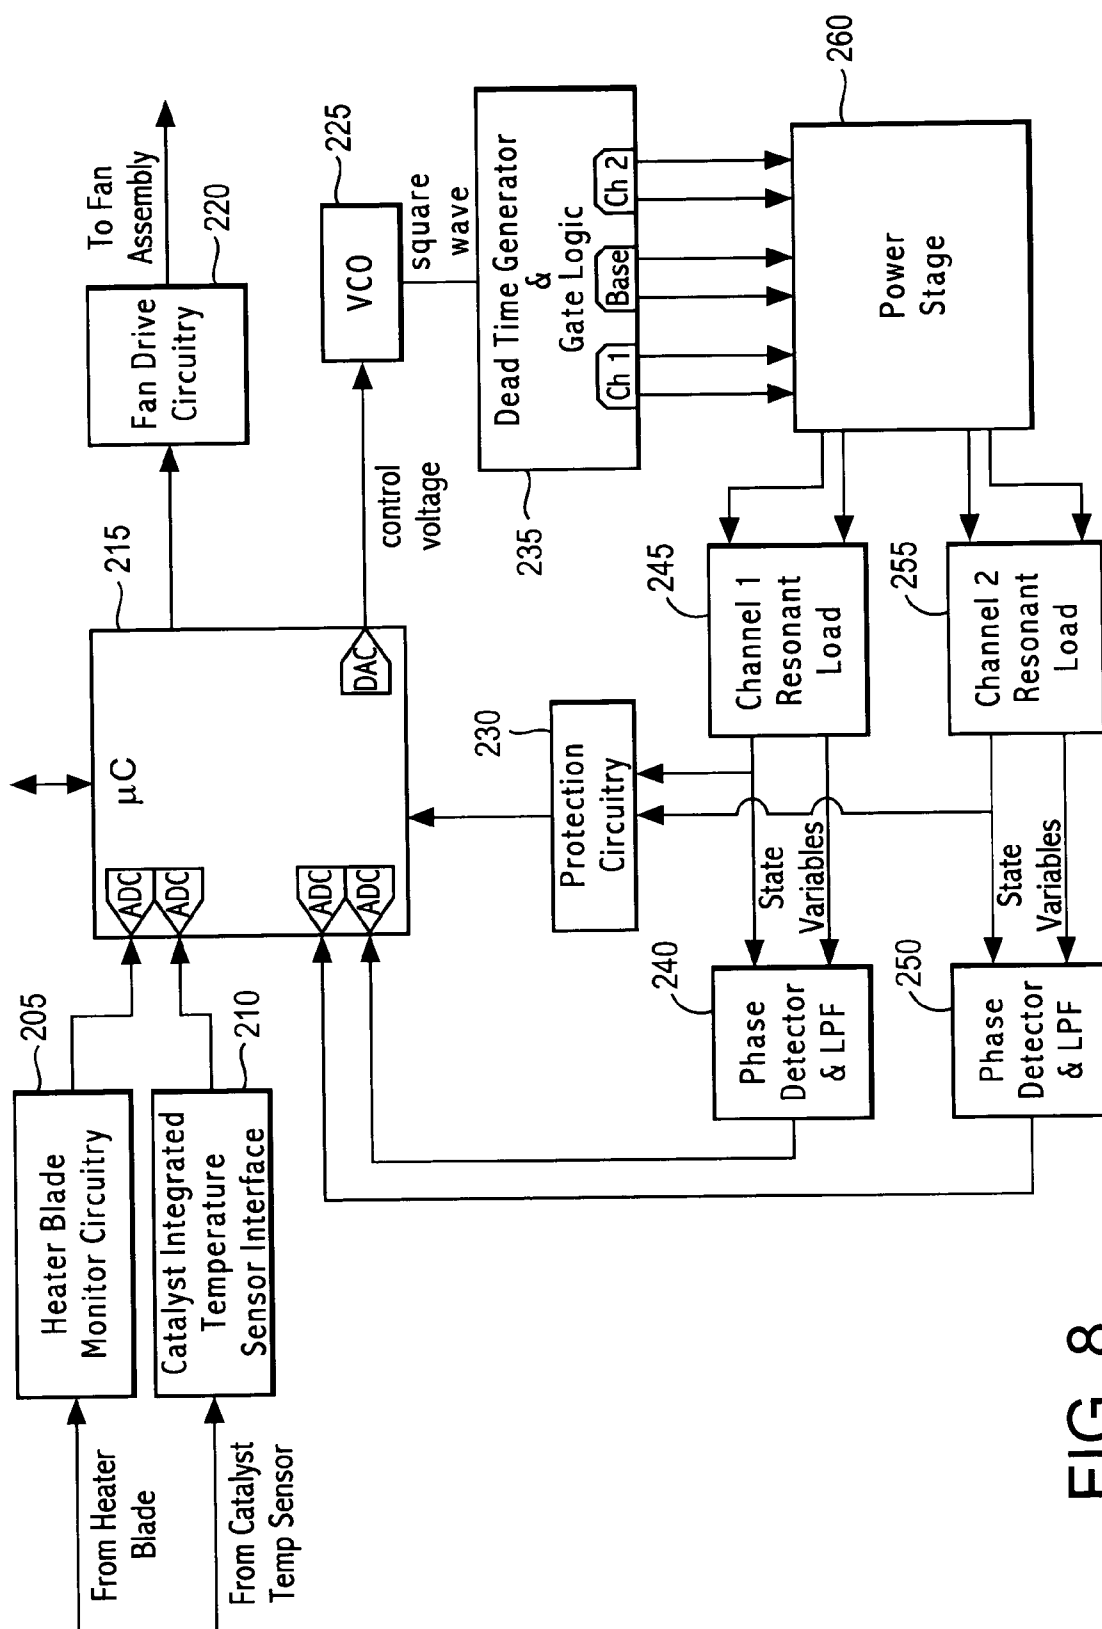 From Heater
Blade
From Catalyst
Temp Sensor
205
Heater Blade
Monitor Circuitry
210
Catalyst Integrated
Temperature
Sensor Interface
215
µC
ADC
ADC
ADC
ADC
DAC
220
Fan Drive
Circuitry
To Fan
Assembly
control
voltage
225
VCO
square
wave
235
Dead Time Generator
&
Gate Logic
Ch 1
Base
Ch 2
260
Power
Stage
230
Protection
Circuitry
245
Channel 1
Resonant
Load
255
Channel 2
Resonant
Load
State
Variables
State
Variables
240
Phase
Detector
& LPF
250
Phase
Detector
& LPF
FIG. 8